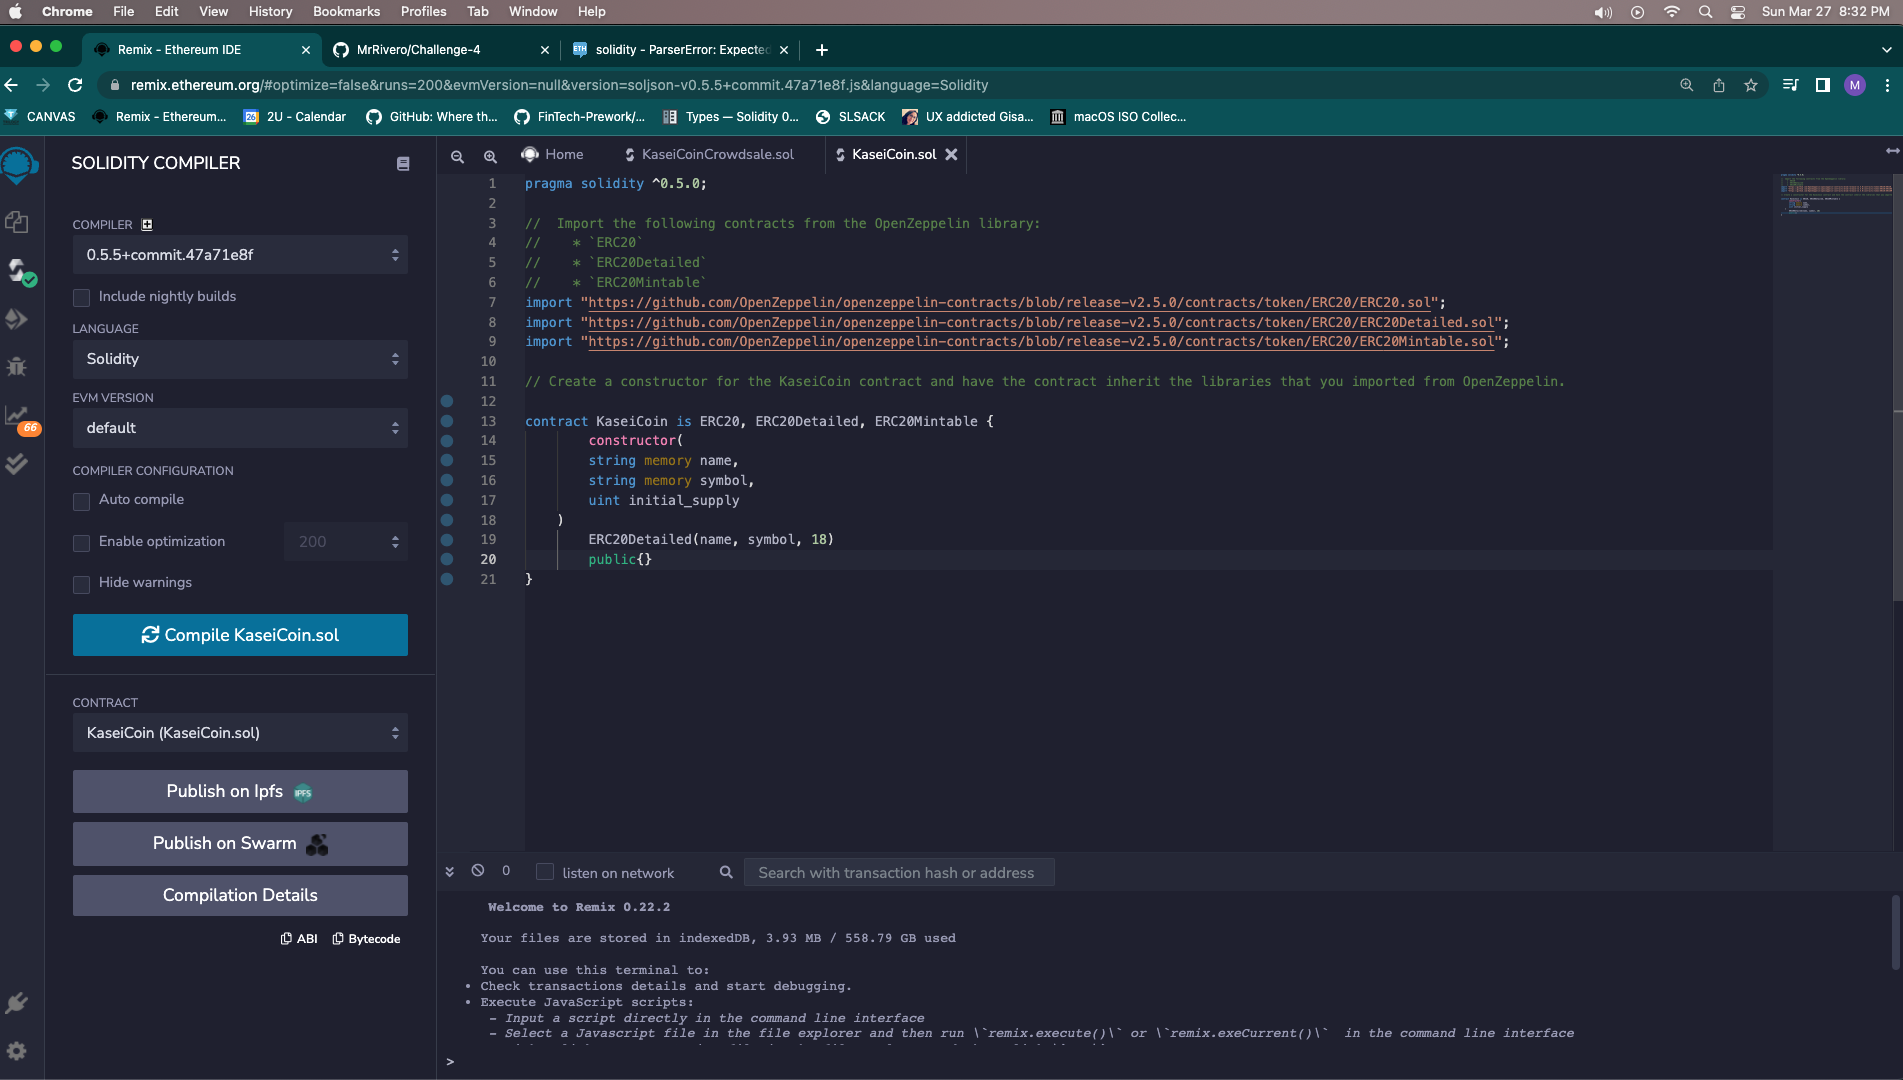 Chrome File Edit View History Bookmarks Profiles Tab Window Help Sun Mar 27 8:32 PM
Remix - Ethereum IDE MrRivero/Challenge-4 solidity - ParserError: Expected
remix.ethereum.org/#optimize=false&runs=200&evmVersion=null&version=soljson-v0.5.5+commit.47a71e8f.js&language=Solidity M
CANVAS Remix - Ethereum... 26 2U - Calendar GitHub: Where th... FinTech-Prework/... Types — Solidity 0... SLSACK UX addicted Gisa... macOS ISO Collec...
SOLIDITY COMPILER
COMPILER
0.5.5+commit.47a71e8f
Include nightly builds
LANGUAGE
Solidity
EVM VERSION
default
COMPILER CONFIGURATION
Auto compile
Enable optimization 200
Hide warnings
Compile KaseiCoin.sol
CONTRACT
KaseiCoin (KaseiCoin.sol)
Publish on Ipfs IPFS
Publish on Swarm
Compilation Details
ABI Bytecode
66
Home KaseiCoinCrowdsale.sol KaseiCoin.sol
1 pragma solidity ^0.5.0;
2
3 //  Import the following contracts from the OpenZeppelin library:
4 //    * `ERC20`
5 //    * `ERC20Detailed`
6 //    * `ERC20Mintable`
7 import "https://github.com/OpenZeppelin/openzeppelin-contracts/blob/release-v2.5.0/contracts/token/ERC20/ERC20.sol";
8 import "https://github.com/OpenZeppelin/openzeppelin-contracts/blob/release-v2.5.0/contracts/token/ERC20/ERC20Detailed.sol";
9 import "https://github.com/OpenZeppelin/openzeppelin-contracts/blob/release-v2.5.0/contracts/token/ERC20/ERC20Mintable.sol";
10
11 // Create a constructor for the KaseiCoin contract and have the contract inherit the libraries that you imported from OpenZeppelin.
12
13 contract KaseiCoin is ERC20, ERC20Detailed, ERC20Mintable {
14 constructor(
15 string memory name,
16 string memory symbol,
17 uint initial_supply
18 )
19 ERC20Detailed(name, symbol, 18)
20 public{}
21 }
0 listen on network Search with transaction hash or address
Welcome to Remix 0.22.2
Your files are stored in indexedDB, 3.93 MB / 558.79 GB used
You can use this terminal to:
• Check transactions details and start debugging.
• Execute JavaScript scripts:
- Input a script directly in the command line interface
- Select a Javascript file in the file explorer and then run \`remix.execute()\` or \`remix.exeCurrent()\` in the command line interface
>